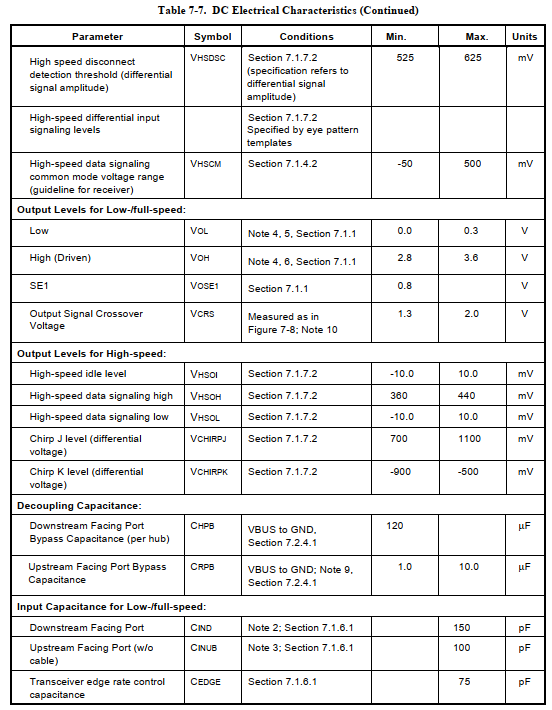 Table 7-7. DC Electrical Characteristics (Continued)
Parameter Symbol Conditions Min. Max. Units
High speed disconnect VHSDSC Section 7.1.7.2 525 625 mV
detection threshold (differential (specification refers to
signal amplitude) differential signal
amplitude)
High-speed differential input Section 7.1.7.2
signaling levels Specified by eye pattern
templates
High-speed data signaling VHSCM Section 7.1.4.2 -50 500 mV
common mode voltage range
(guideline for receiver)
Output Levels for Low-/full-speed:
Low VOL Note 4, 5, Section 7.1.1 0.0 0.3 V
High (Driven) VOH Note 4, 6, Section 7.1.1 2.8 3.6 V
SE1 VOSE1 Section 7.1.1 0.8 V
Output Signal Crossover VCRS Measured as in 1.3 2.0 V
Voltage Figure 7-8; Note 10
Output Levels for High-speed:
High-speed idle level VHSOI Section 7.1.7.2 -10.0 10.0 mV
High-speed data signaling high VHSOH Section 7.1.7.2 360 440 mV
High-speed data signaling low VHSOL Section 7.1.7.2 -10.0 10.0 mV
Chirp J level (differential VCHIRPJ Section 7.1.7.2 700 1100 mV
voltage)
Chirp K level (differential VCHIRPK Section 7.1.7.2 -900 -500 mV
voltage)
Decoupling Capacitance:
Downstream Facing Port CHPB VBUS to GND, 120 µF
Bypass Capacitance (per hub) Section 7.2.4.1
Upstream Facing Port Bypass CRPB VBUS to GND; Note 9, 1.0 10.0 µF
Capacitance Section 7.2.4.1
Input Capacitance for Low-/full-speed:
Downstream Facing Port CIND Note 2; Section 7.1.6.1 150 pF
Upstream Facing Port (w/o CINUB Note 3; Section 7.1.6.1 100 pF
cable)
Transceiver edge rate control CEDGE Section 7.1.6.1 75 pF
capacitance